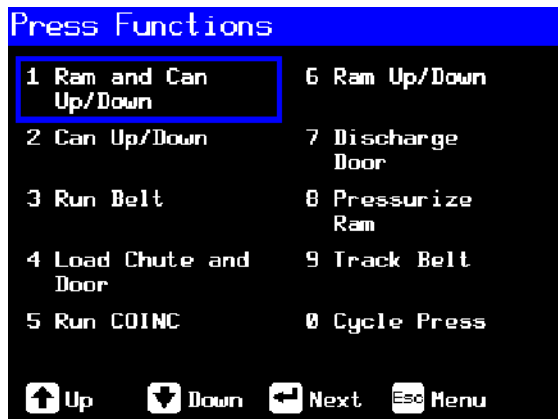 Press Functions
1 Ram and Can
Up/Down
2 Can Up/Down
3 Run Belt
4 Load Chute and
Door
5 Run COINC
6 Ram Up/Down
7 Discharge
Door
8 Pressurize
Ram
9 Track Belt
0 Cycle Press
Up Down Next Esc Menu